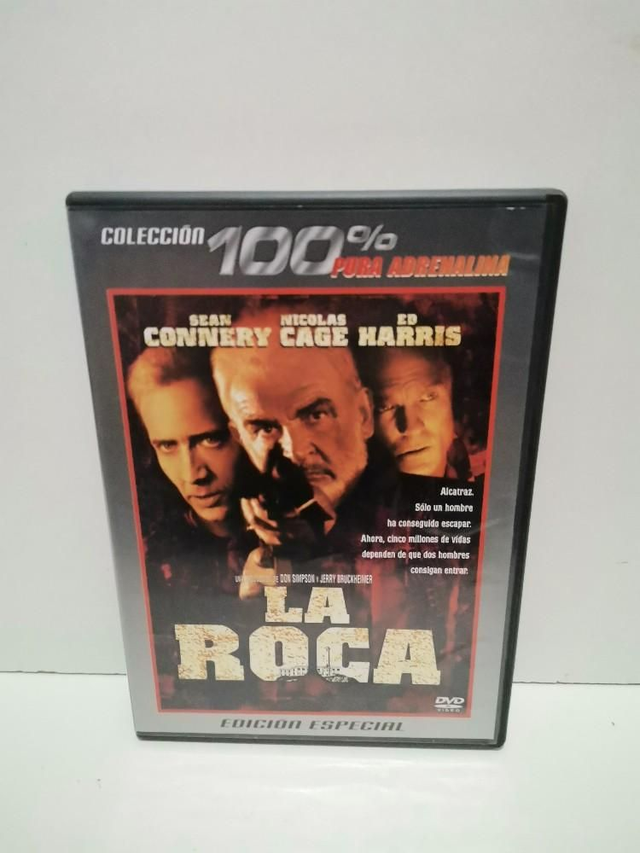 COLECCIÓN 100%
PURA ADRENALINA
SEAN NICOLAS ED
CONNERY CAGE HARRIS
Alcatraz.
Sólo un hombre
ha conseguido escapar.
Ahora, cinco millones de vidas
dependen de que dos hombres
consigan entrar.
DE DON SIMPSON Y JERRY BRUCKHEIMER
LA
ROCA
DVD
VIDEO
EDICIÓN ESPECIAL